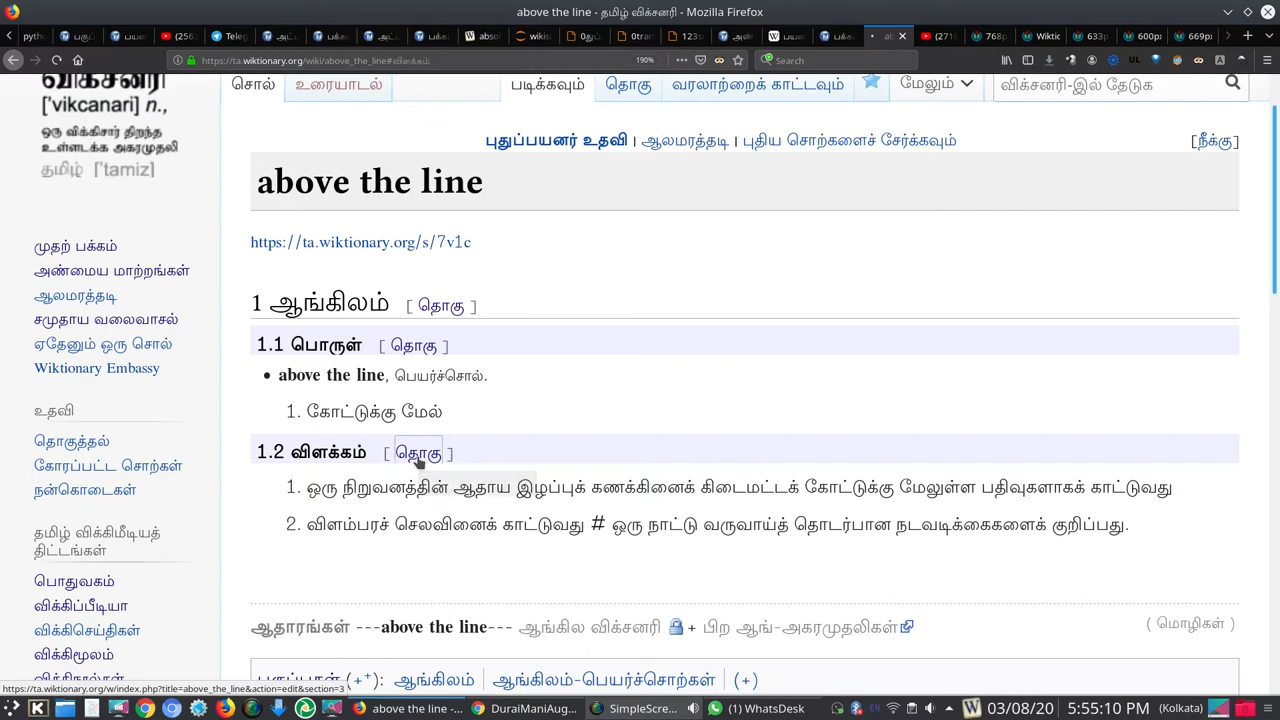 above the line - தமிழ் விக்சனரி - Mozilla Firefox
https://ta.wiktionary.org/wiki/above_the_line#விளக்கம்
190%
Search
விக்சனரி
['vikcanari] n.,
ஒரு விக்கிசார் திறந்த
உள்ளடக்க அகரமுதலி
தமிழ் ['tamiz]
சொல்
உரையாடல்
படிக்கவும்
தொகு
வரலாற்றைக் காட்டவும்
மேலும்
விக்சனரி-இல் தேடுக
புதுப்பயனர் உதவி | ஆலமரத்தடி | புதிய சொற்களைச் சேர்க்கவும்
[நீக்கு]
above the line
https://ta.wiktionary.org/s/7v1c
1 ஆங்கிலம் [ தொகு ]
1.1 பொருள் [ தொகு ]
• above the line, பெயர்ச்சொல்.
1. கோட்டுக்கு மேல்
1.2 விளக்கம் [ தொகு ]
1. ஒரு நிறுவனத்தின் ஆதாய இழப்புக் கணக்கினைக் கிடைமட்டக் கோட்டுக்கு மேலுள்ள பதிவுகளாகக் காட்டுவது
2. விளம்பரச் செலவினைக் காட்டுவது # ஒரு நாட்டு வருவாய்த் தொடர்பான நடவடிக்கைகளைக் குறிப்பது.
ஆதாரங்கள் ---above the line--- ஆங்கில விக்சனரி + பிற ஆங்-அகரமுதலிகள்
( மொழிகள் )
பகுப்புகள் (+⁺): ஆங்கிலம் | ஆங்கிலம்-பெயர்ச்சொற்கள் | (+)
முதற் பக்கம்
அண்மைய மாற்றங்கள்
ஆலமரத்தடி
சமுதாய வலைவாசல்
ஏதேனும் ஒரு சொல்
Wiktionary Embassy
உதவி
தொகுத்தல்
கோரப்பட்ட சொற்கள்
நன்கொடைகள்
தமிழ் விக்கிமீடியத்
திட்டங்கள்
பொதுவகம்
விக்கிப்பீடியா
விக்கிசெய்திகள்
விக்கிமூலம்
விக்கிநூல்கள்
https://ta.wiktionary.org/w/index.php?title=above_the_line&action=edit&section=3
above the line -...
DuraiManiAug...
SimpleScre...
(1) WhatsDesk
03/08/20
5:55:10 PM
(Kolkata)